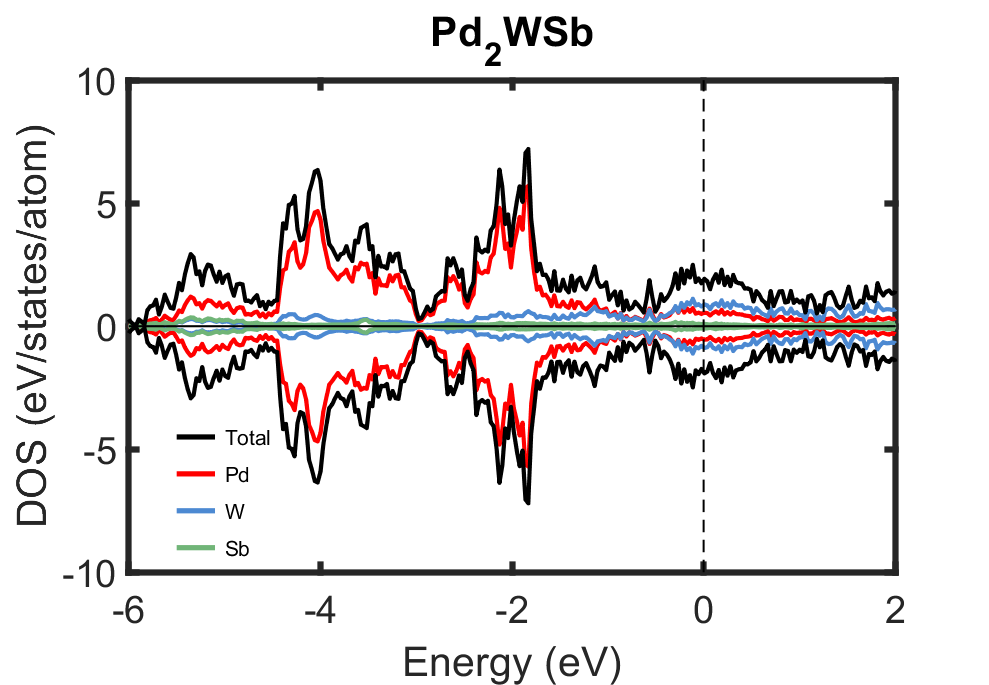 Pd₂WSb
10
5
0
-5
-10
DOS (eV/states/atom)
Total
Pd
W
Sb
-6 -4 -2 0 2
Energy (eV)